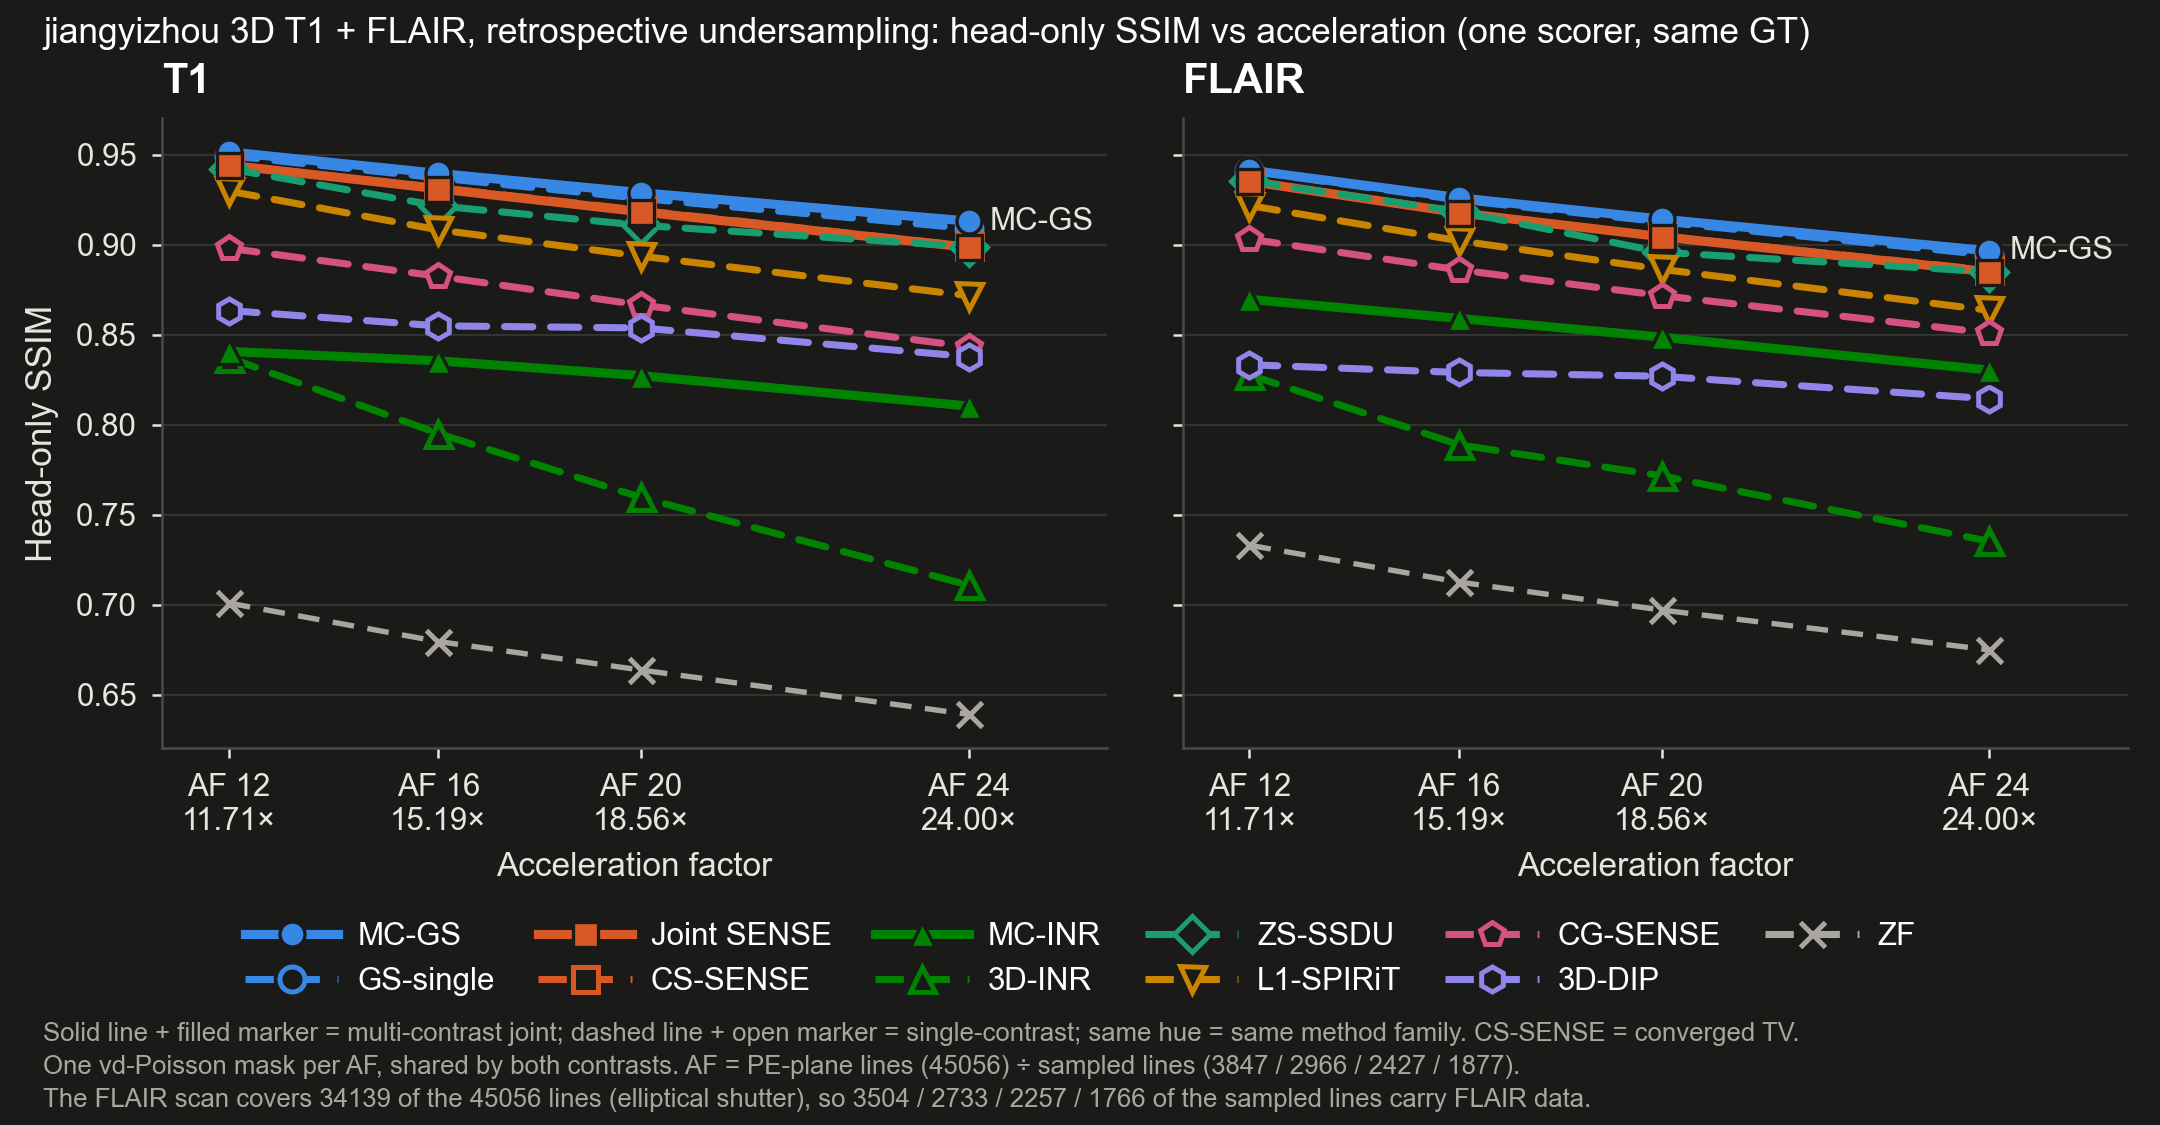 jiangyizhou 3D T1 + FLAIR, retrospective undersampling: head-only SSIM vs acceleration (one scorer, same GT)
T1
FLAIR
Head-only SSIM
0.95
0.90
0.85
0.80
0.75
0.70
0.65
MC-GS
MC-GS
AF 12
11.71×
AF 16
15.19×
AF 20
18.56×
AF 24
24.00×
AF 12
11.71×
AF 16
15.19×
AF 20
18.56×
AF 24
24.00×
Acceleration factor
Acceleration factor
MC-GS
Joint SENSE
MC-INR
ZS-SSDU
CG-SENSE
ZF
GS-single
CS-SENSE
3D-INR
L1-SPIRiT
3D-DIP
Solid line + filled marker = multi-contrast joint; dashed line + open marker = single-contrast; same hue = same method family. CS-SENSE = converged TV.
One vd-Poisson mask per AF, shared by both contrasts. AF = PE-plane lines (45056) ÷ sampled lines (3847 / 2966 / 2427 / 1877).
The FLAIR scan covers 34139 of the 45056 lines (elliptical shutter), so 3504 / 2733 / 2257 / 1766 of the sampled lines carry FLAIR data.